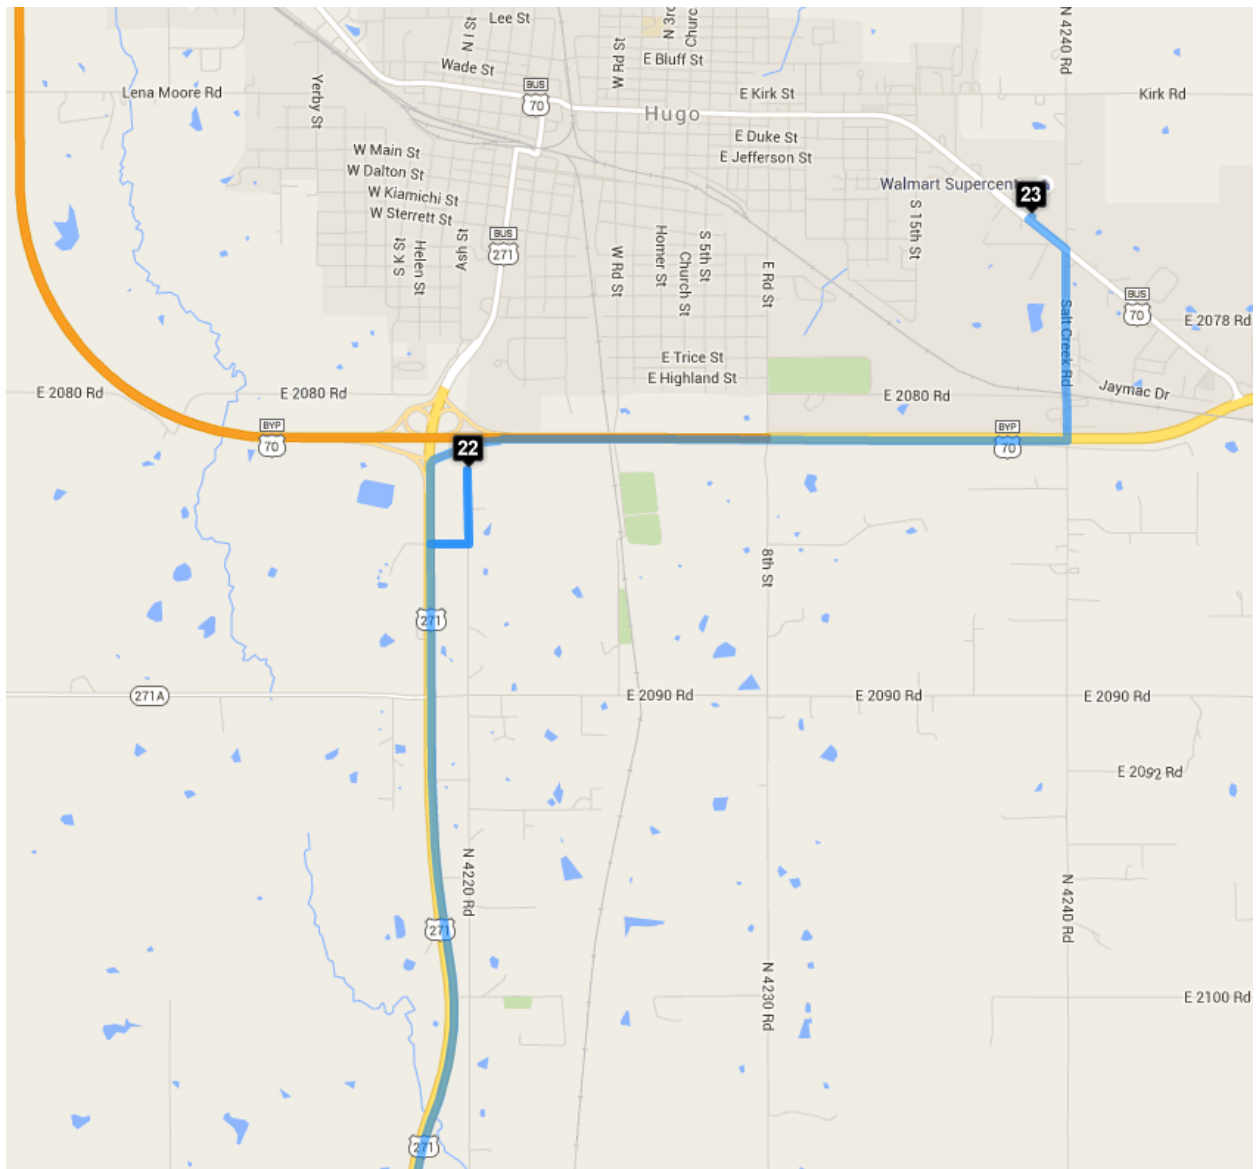 Lee St
N I St
N 3rd
Churc
N 4240 Rd
Wade St
W Rd St
E Bluff St
Yerby St
Lena Moore Rd
BUS
70
E Kirk St
Kirk Rd
Hugo
E Duke St
W Main St
E Jefferson St
W Dalton St
Walmart Supercent
23
W Kiamichi St
W Sterrett St
S 15th St
S K St
Helen St
Ash St
BUS
271
W Rd St
Homer St
Church St
S 5th St
E Rd St
Salt Creek Rd
BUS
70
E 2078 Rd
E Trice St
E Highland St
E 2080 Rd
E 2080 Rd
E 2080 Rd
Jaymac Dr
BYP
70
22
BYP
70
8th St
271
271A
E 2090 Rd
E 2090 Rd
E 2090 Rd
E 2092 Rd
N 4220 Rd
N 4240 Rd
271
N 4230 Rd
E 2100 Rd
271